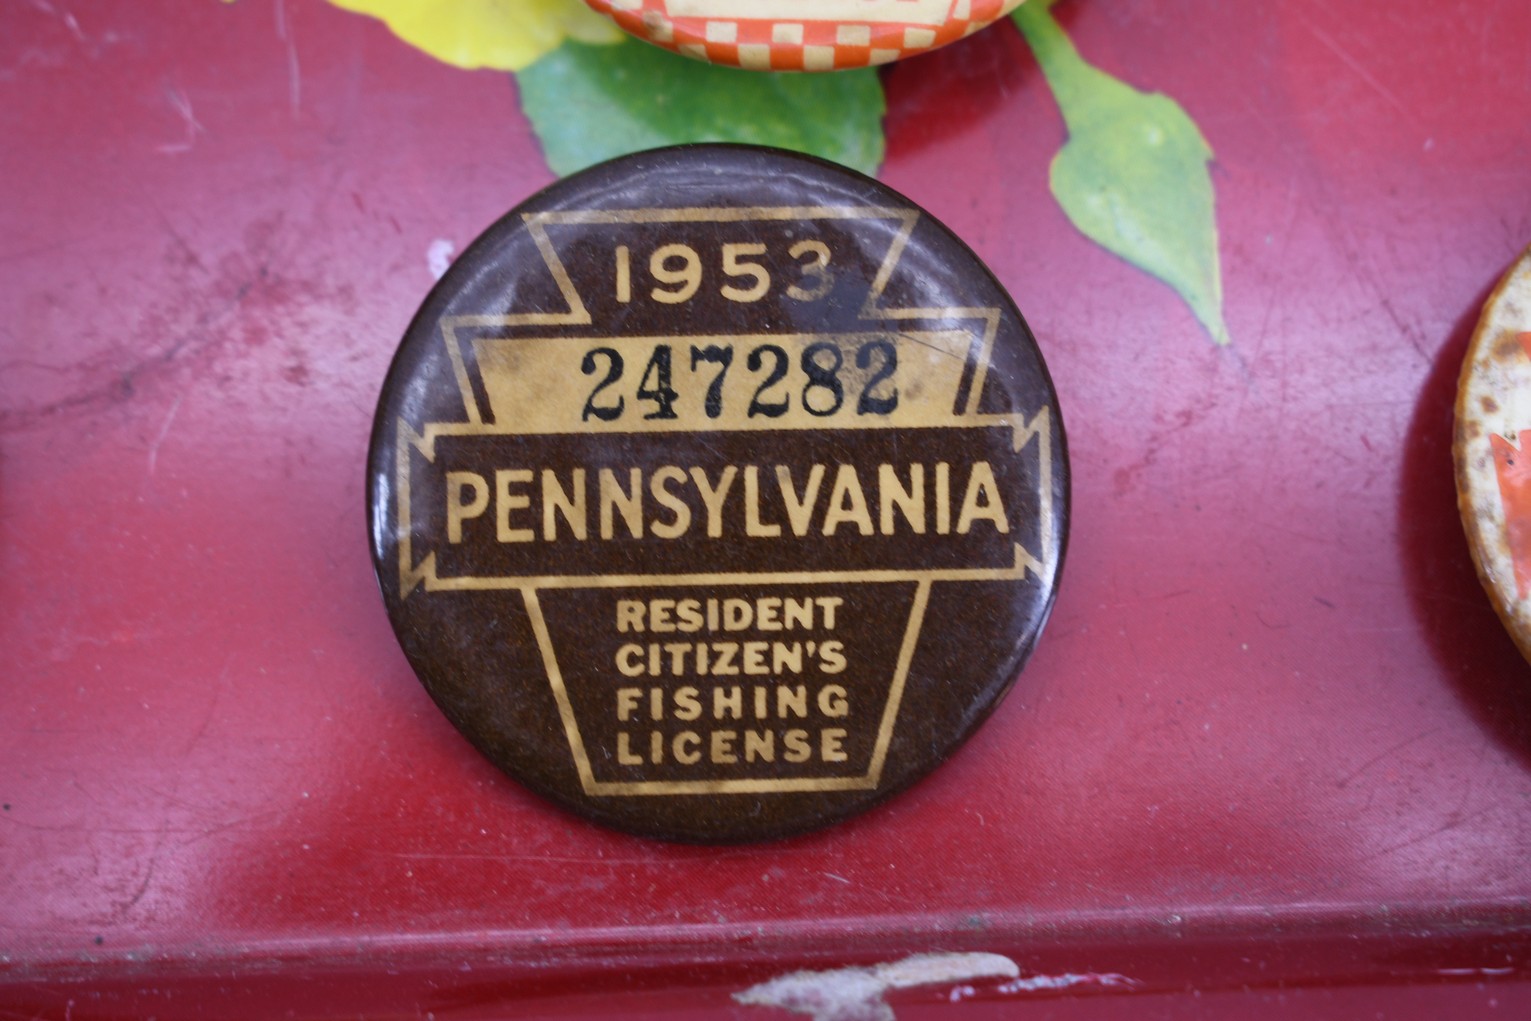 1953
247282
PENNSYLVANIA
RESIDENT
CITIZEN'S
FISHING
LICENSE